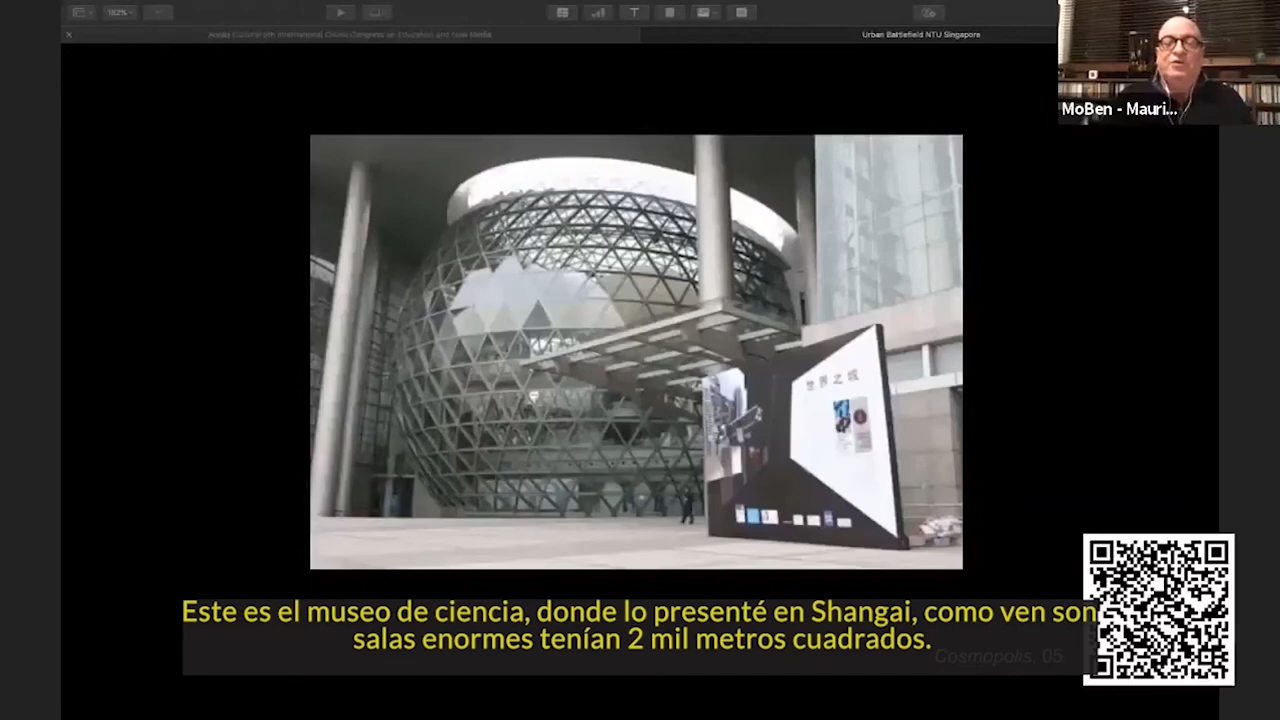 182%
Urban Battlefield NTU Singapore
MoBen - Mauri...
世界之城
Este es el museo de ciencia, donde lo presenté en Shangai, como ven son
salas enormes tenían 2 mil metros cuadrados.
Cosmopolis, 05